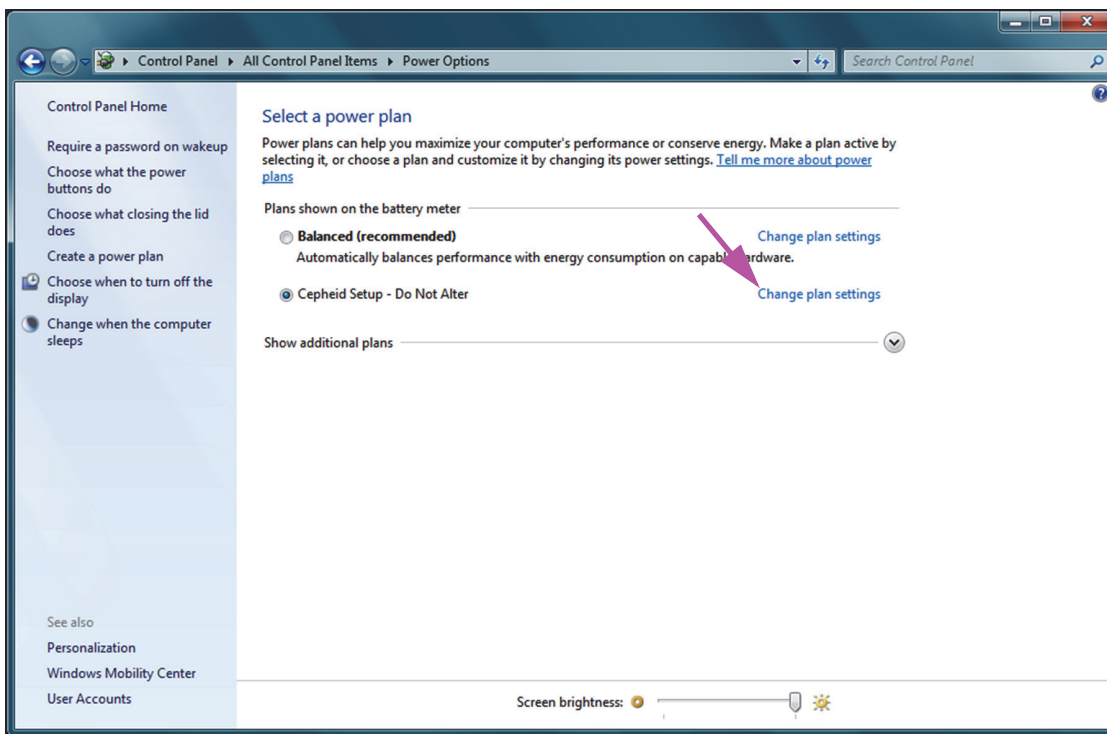 Control Panel All Control Panel Items Power Options Search Control Panel
Control Panel Home
Require a password on wakeup
Choose what the power
buttons do
Choose what closing the lid
does
Create a power plan
Choose when to turn off the
display
Change when the computer
sleeps
See also
Personalization
Windows Mobility Center
User Accounts
Select a power plan
Power plans can help you maximize your computer's performance or conserve energy. Make a plan active by
selecting it, or choose a plan and customize it by changing its power settings. Tell me more about power
plans
Plans shown on the battery meter
Balanced (recommended) Change plan settings
Automatically balances performance with energy consumption on capable hardware.
Cepheid Setup - Do Not Alter Change plan settings
Show additional plans
Screen brightness: